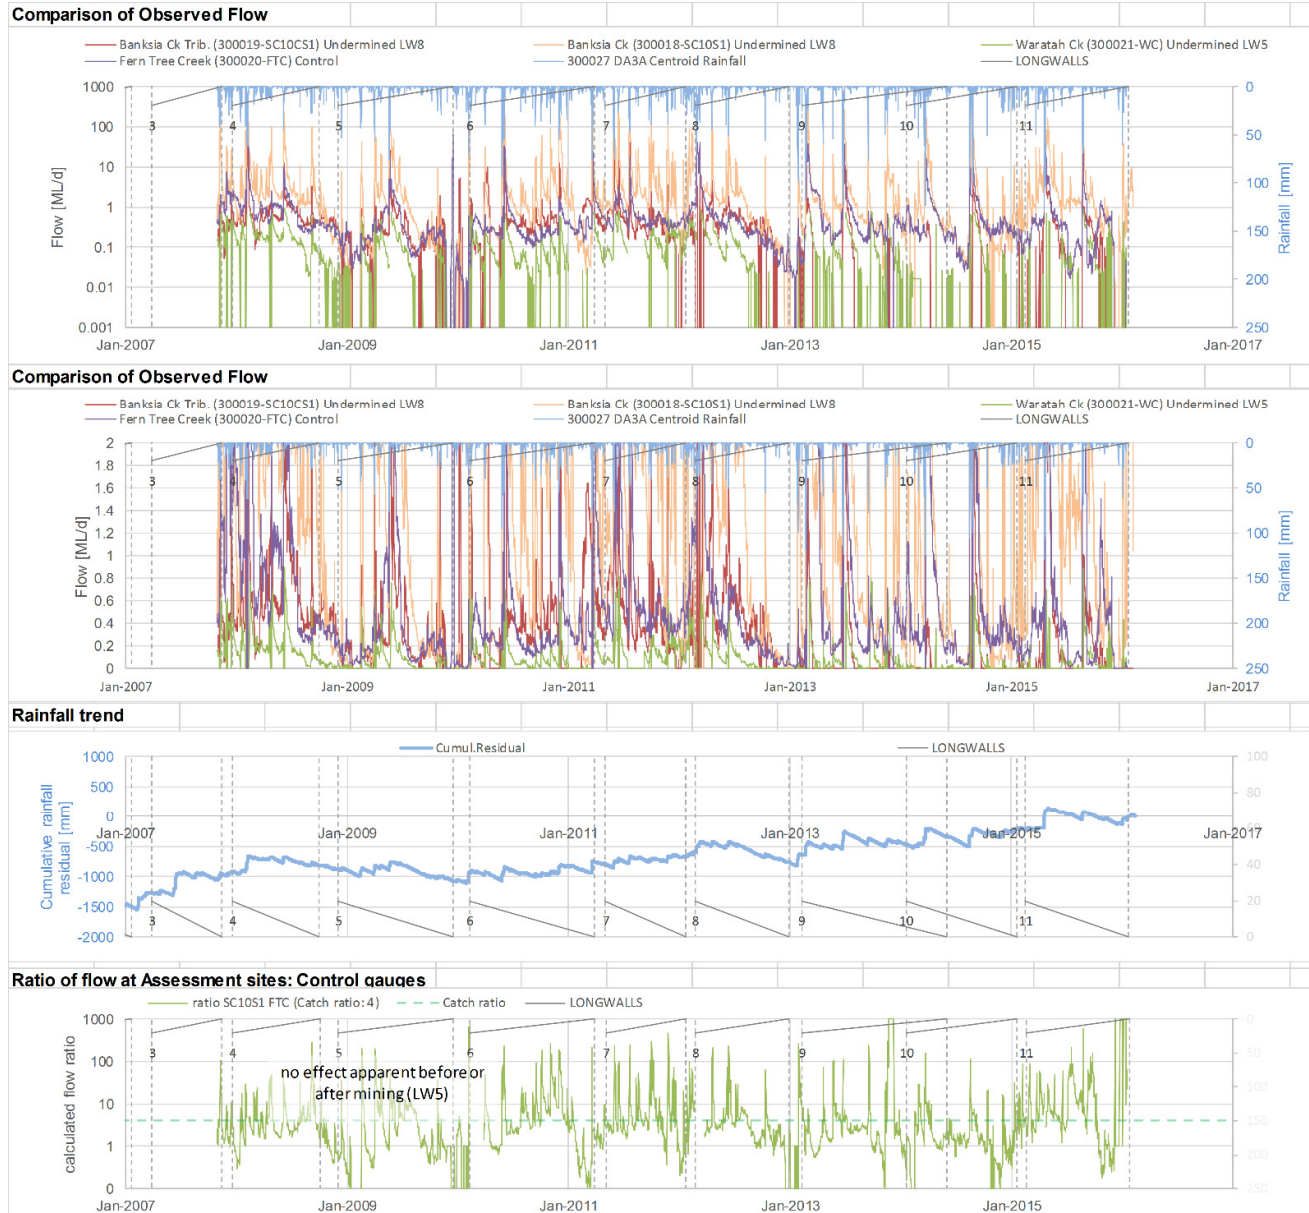 Comparison of Observed Flow
Banksia Ck Trib. (300019-SC10CS1) Undermined LW8
Banksia Ck (300018-SC10S1) Undermined LW8
Waratah Ck (300021-WC) Undermined LW5
Fern Tree Creek (300020-FTC) Control
300027 DA3A Centroid Rainfall
LONGWALLS
1000
100
10
1
0.1
0.01
0.001
Flow [ML/d]
3
4
5
6
7
8
9
10
11
0
50
100
150
200
250
Rainfall [mm]
Jan-2007
Jan-2009
Jan-2011
Jan-2013
Jan-2015
Jan-2017
Comparison of Observed Flow
Banksia Ck Trib. (300019-SC10CS1) Undermined LW8
Banksia Ck (300018-SC10S1) Undermined LW8
Waratah Ck (300021-WC) Undermined LW5
Fern Tree Creek (300020-FTC) Control
300027 DA3A Centroid Rainfall
LONGWALLS
2
1.8
1.6
1.4
1.2
1
0.8
0.6
0.4
0.2
0
Flow [ML/d]
3
4
5
6
7
8
9
10
11
0
50
100
150
200
250
Rainfall [mm]
Jan-2007
Jan-2009
Jan-2011
Jan-2013
Jan-2015
Jan-2017
Rainfall trend
Cumul.Residual
LONGWALLS
1000
500
0
-500
-1000
-1500
-2000
Cumulative rainfall
residual [mm]
Jan-2007
Jan-2009
Jan-2011
Jan-2013
Jan-2015
Jan-2017
3
4
5
6
7
8
9
10
11
100
80
60
40
20
0
Ratio of flow at Assessment sites: Control gauges
ratio SC10S1 FTC (Catch ratio: 4)
Catch ratio
LONGWALLS
1000
100
10
1
0
calculated flow ratio
3
4
5
6
7
8
9
10
11
no effect apparent before or
after mining (LW5)
0
50
100
150
200
250
Jan-2007
Jan-2009
Jan-2011
Jan-2013
Jan-2015
Jan-2017